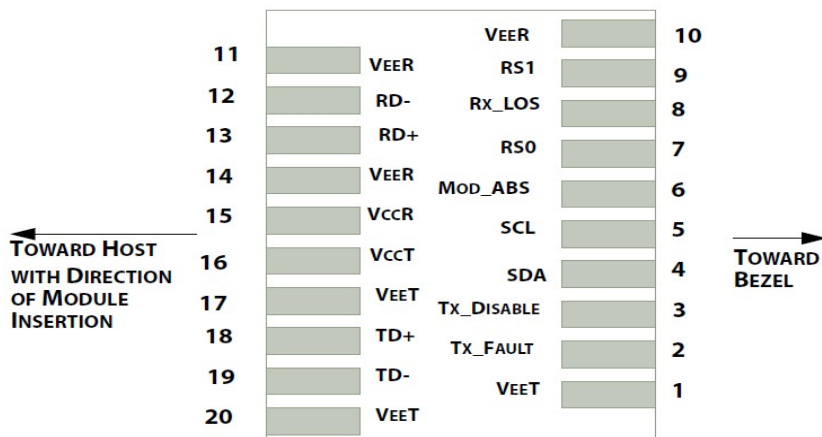 11 VEER
12 RD-
13 RD+
14 VEER
15 VCCR
16 VCCT
17 VEET
18 TD+
19 TD-
20 VEET
VEER 10
RS1 9
RX_LOS 8
RS0 7
MOD_ABS 6
SCL 5
SDA 4
TX_DISABLE 3
TX_FAULT 2
VEET 1
TOWARD HOST
WITH DIRECTION
OF MODULE
INSERTION
TOWARD
BEZEL